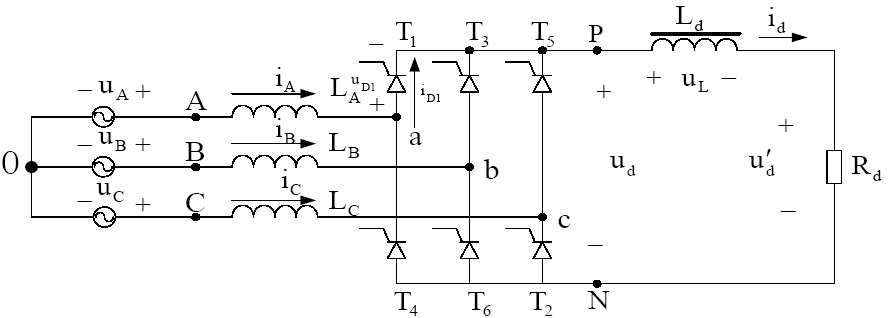 T1 T3 T5 P Ld id
− uD1 iD1
− uA + A iA LA + a + uL −
− uB + B iB LB b + +
0 ud u′d Rd
− uC + C iC LC c − −
T4 T6 T2 N